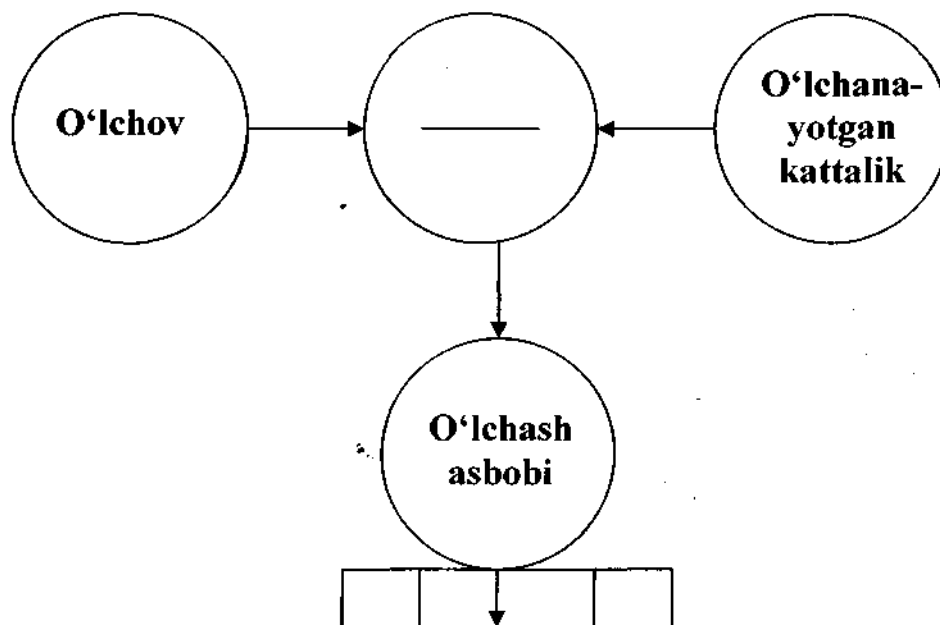 O‘lchov
O‘lchana-
yotgan
kattalik
O‘lchash
asbobi